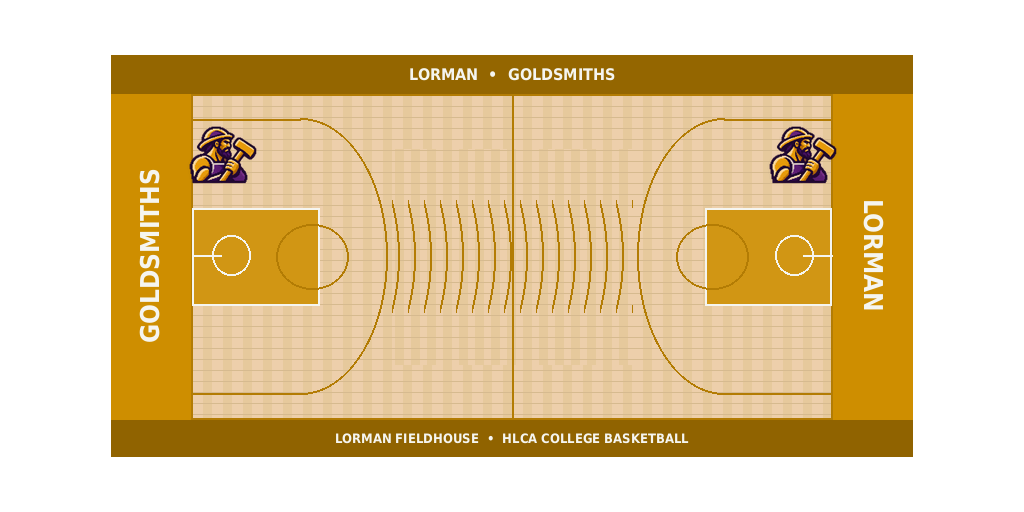 LORMAN • GOLDSMITHS
GOLDSMITHS
LORMAN
LORMAN FIELDHOUSE • HLCA COLLEGE BASKETBALL